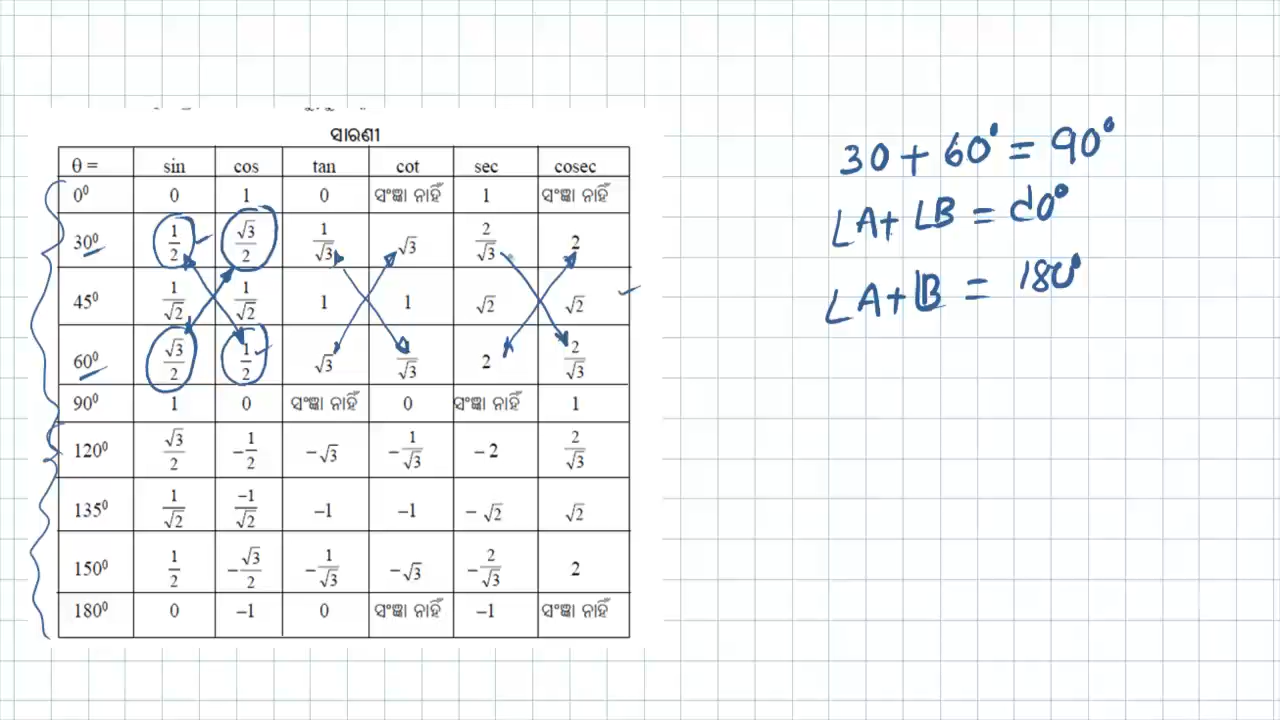 ସାରଣୀ
θ = sin cos tan cot sec cosec
0⁰ 0 1 0 ସଂଜ୍ଞା ନାହିଁ 1 ସଂଜ୍ଞା ନାହିଁ
30⁰ 1/2 √3/2 1/√3 √3 2/√3 2
45⁰ 1/√2 1/√2 1 1 √2 √2
60⁰ √3/2 1/2 √3 1/√3 2 2/√3
90⁰ 1 0 ସଂଜ୍ଞା ନାହିଁ 0 ସଂଜ୍ଞା ନାହିଁ 1
120⁰ √3/2 −1/2 −√3 −1/√3 −2 2/√3
135⁰ 1/√2 −1/√2 −1 −1 −√2 √2
150⁰ 1/2 −√3/2 −1/√3 −√3 −2/√3 2
180⁰ 0 −1 0 ସଂଜ୍ଞା ନାହିଁ −1 ସଂଜ୍ଞା ନାହିଁ
30 + 60° = 90°
∠A+ ∠B = 90°
∠A+ ∠B = 180°